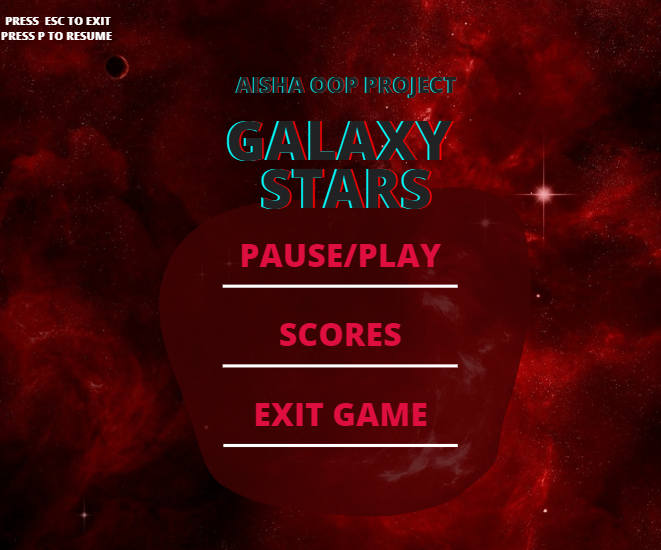 PRESS ESC TO EXIT
PRESS P TO RESUME
AISHA OOP PROJECT
GALAXY
STARS
PAUSE/PLAY
SCORES
EXIT GAME